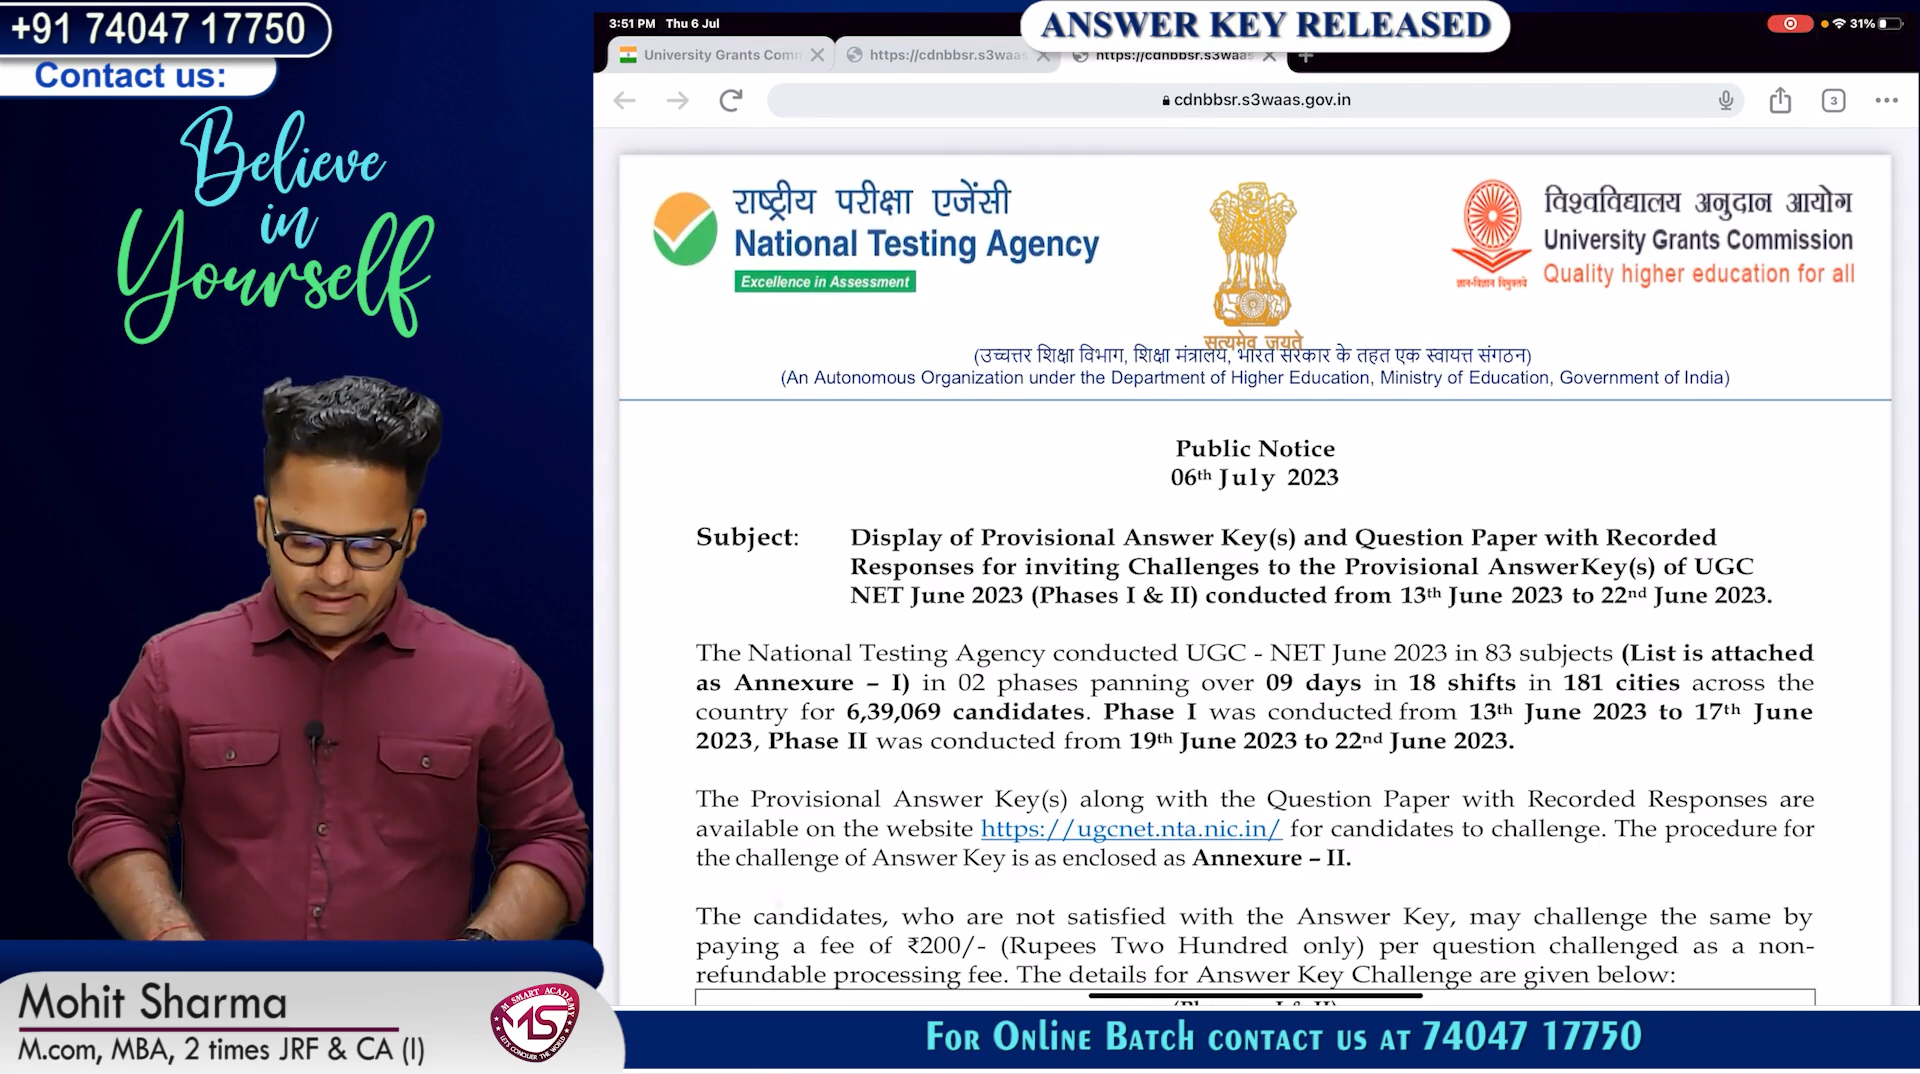 +91 74047 17750
Contact us:
Believe
in
Yourself
Mohit Sharma
M.com, MBA, 2 times JRF & CA (I)
M SMART ACADEMY
MS
LETS CONQUER THE WORLD
ANSWER KEY RELEASED
3:51 PM Thu 6 Jul
31%
University Grants Com
https://cdnbbsr.s3waas
https://cdnbbsr.s3waas
cdnbbsr.s3waas.gov.in
3
राष्ट्रीय परीक्षा एजेंसी
National Testing Agency
Excellence in Assessment
सत्यमेव जयते
विश्वविद्यालय अनुदान आयोग
University Grants Commission
Quality higher education for all
ज्ञान-विज्ञान विमुक्तये
(उच्चत्तर शिक्षा विभाग, शिक्षा मंत्रालय, भारत सरकार के तहत एक स्वायत्त संगठन)
(An Autonomous Organization under the Department of Higher Education, Ministry of Education, Government of India)
Public Notice
06th July 2023
Subject: Display of Provisional Answer Key(s) and Question Paper with Recorded
Responses for inviting Challenges to the Provisional AnswerKey(s) of UGC
NET June 2023 (Phases I & II) conducted from 13th June 2023 to 22nd June 2023.
The National Testing Agency conducted UGC - NET June 2023 in 83 subjects (List is attached
as Annexure – I) in 02 phases panning over 09 days in 18 shifts in 181 cities across the
country for 6,39,069 candidates. Phase I was conducted from 13th June 2023 to 17th June
2023, Phase II was conducted from 19th June 2023 to 22nd June 2023.
The Provisional Answer Key(s) along with the Question Paper with Recorded Responses are
available on the website https://ugcnet.nta.nic.in/ for candidates to challenge. The procedure for
the challenge of Answer Key is as enclosed as Annexure – II.
The candidates, who are not satisfied with the Answer Key, may challenge the same by
paying a fee of ₹200/- (Rupees Two Hundred only) per question challenged as a non-
refundable processing fee. The details for Answer Key Challenge are given below:
For Online Batch contact us at 74047 17750